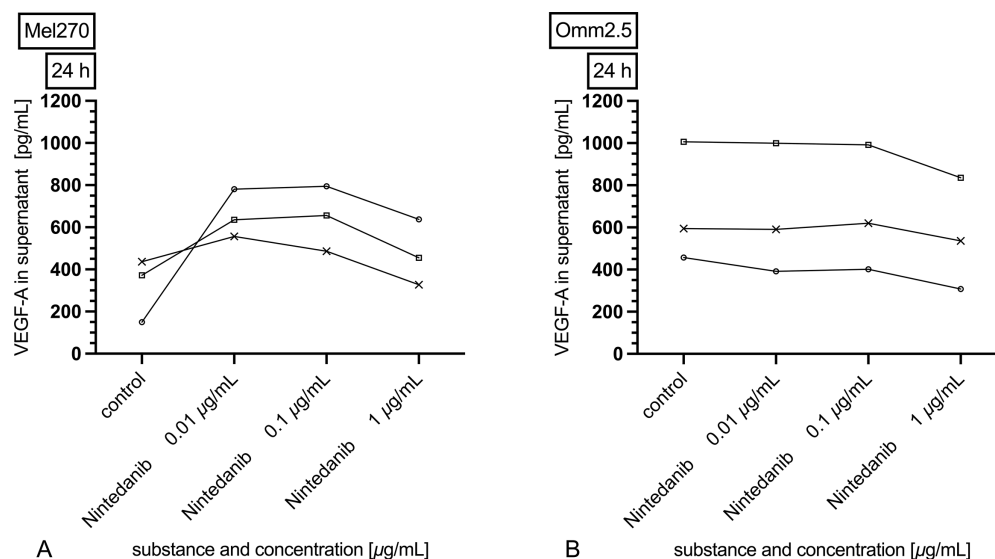 Mel270
24 h
VEGF-A in supernatant [pg/mL]
1200
1000
800
600
400
200
0
control
Nintedanib 0.01 µg/mL
Nintedanib 0.1 µg/mL
Nintedanib 1 µg/mL
A
substance and concentration [µg/mL]
Omm2.5
24 h
VEGF-A in supernatant [pg/mL]
1200
1000
800
600
400
200
0
control
Nintedanib 0.01 µg/mL
Nintedanib 0.1 µg/mL
Nintedanib 1 µg/mL
B
substance and concentration [µg/mL]